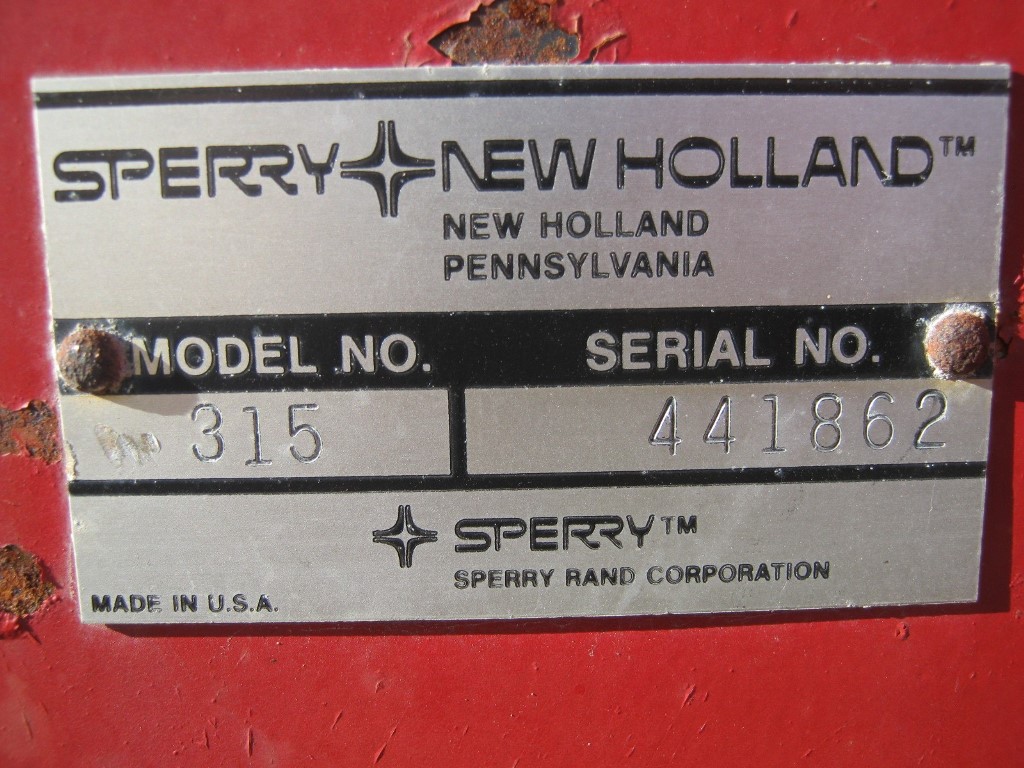 SPERRY NEW HOLLAND™
NEW HOLLAND
PENNSYLVANIA
MODEL NO. SERIAL NO.
315 441862
SPERRY™
SPERRY RAND CORPORATION
MADE IN U.S.A.